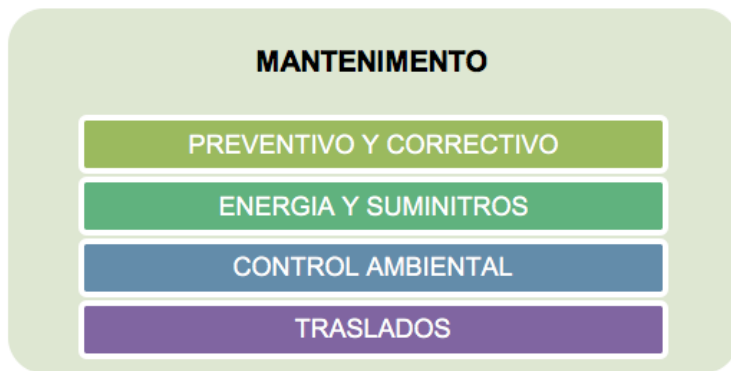 MANTENIMENTO
PREVENTIVO Y CORRECTIVO
ENERGIA Y SUMINITROS
CONTROL AMBIENTAL
TRASLADOS